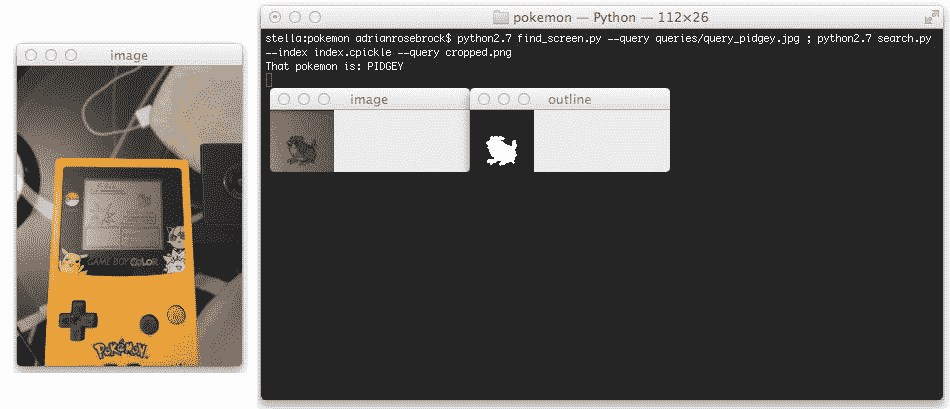 image
GAME BOY COLOR
POKéMON
pokemon — Python — 112×26
stella:pokemon adrianrosebrock$ python2.7 find_screen.py --query queries/query_pidgey.jpg ; python2.7 search.py
--index index.cpickle --query cropped.png
That pokemon is: PIDGEY
image
outline